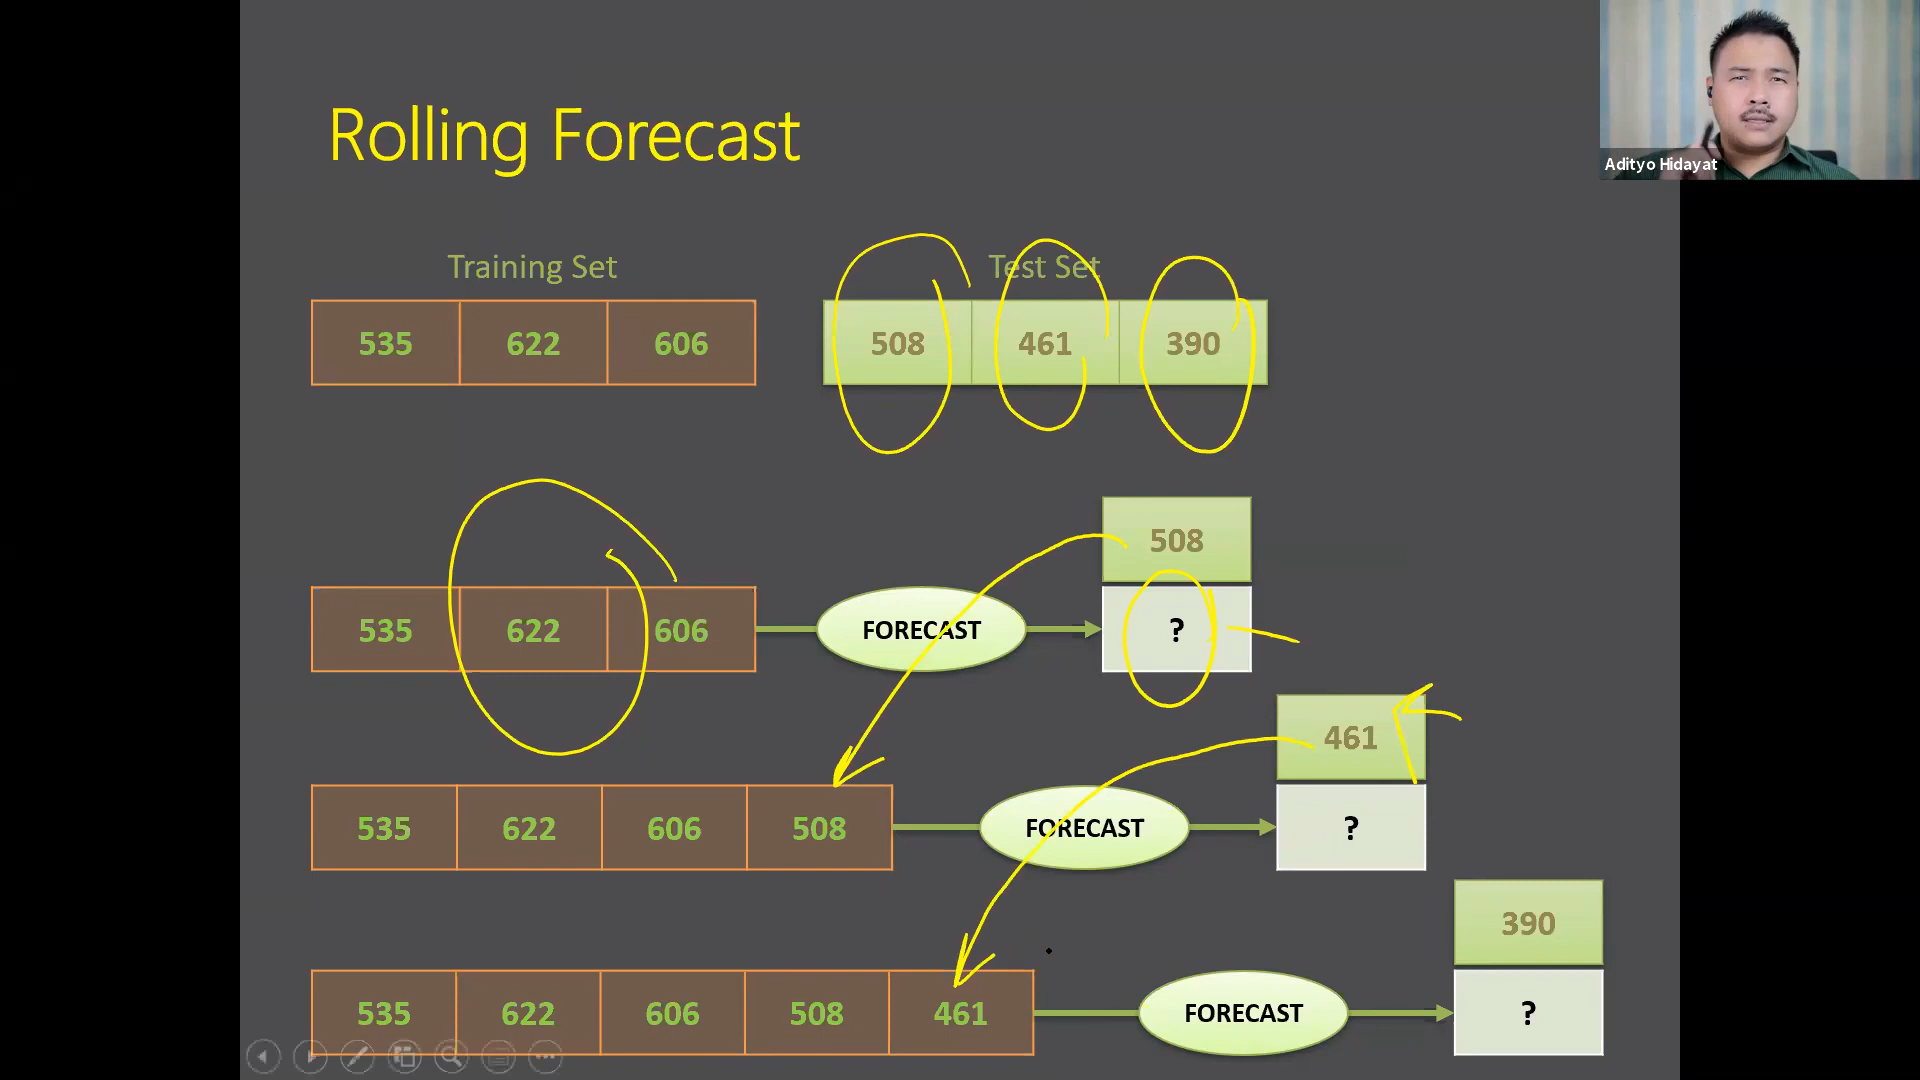 Adityo Hidayat
Rolling Forecast
Training Set
Test Set
535 622 606
508 461 390
508
535 622 606 FORECAST ?
461
535 622 606 508 FORECAST ?
390
535 622 606 508 461 FORECAST ?